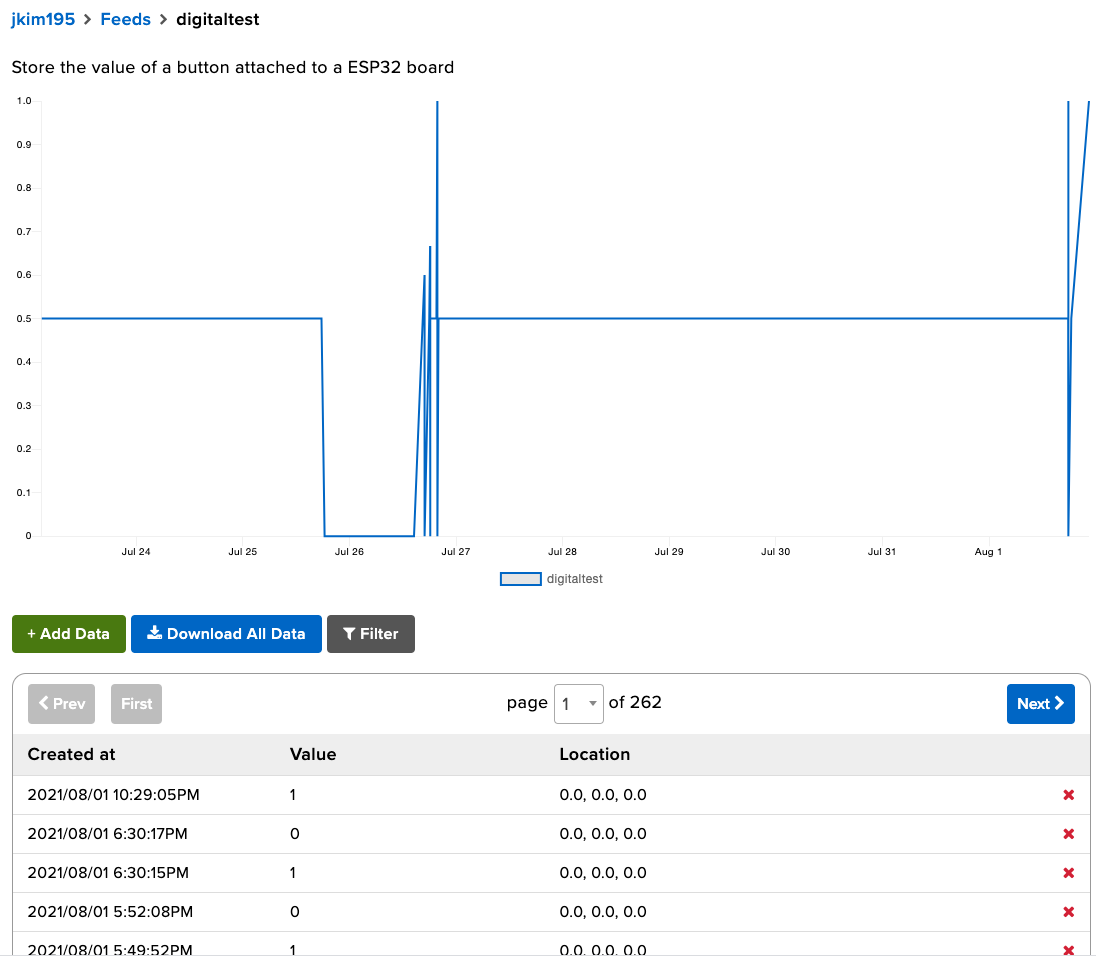 jkim195 > Feeds > digitaltest
Store the value of a button attached to a ESP32 board
1.0
0.9
0.8
0.7
0.6
0.5
0.4
0.3
0.2
0.1
0
Jul 24 Jul 25 Jul 26 Jul 27 Jul 28 Jul 29 Jul 30 Jul 31 Aug 1
digitaltest
+ Add Data Download All Data Filter
Prev First page 1 of 262 Next
Created at Value Location
2021/08/01 10:29:05PM 1 0.0, 0.0, 0.0
2021/08/01 6:30:17PM 0 0.0, 0.0, 0.0
2021/08/01 6:30:15PM 1 0.0, 0.0, 0.0
2021/08/01 5:52:08PM 0 0.0, 0.0, 0.0
2021/08/01 5:49:52PM 1 0.0, 0.0, 0.0